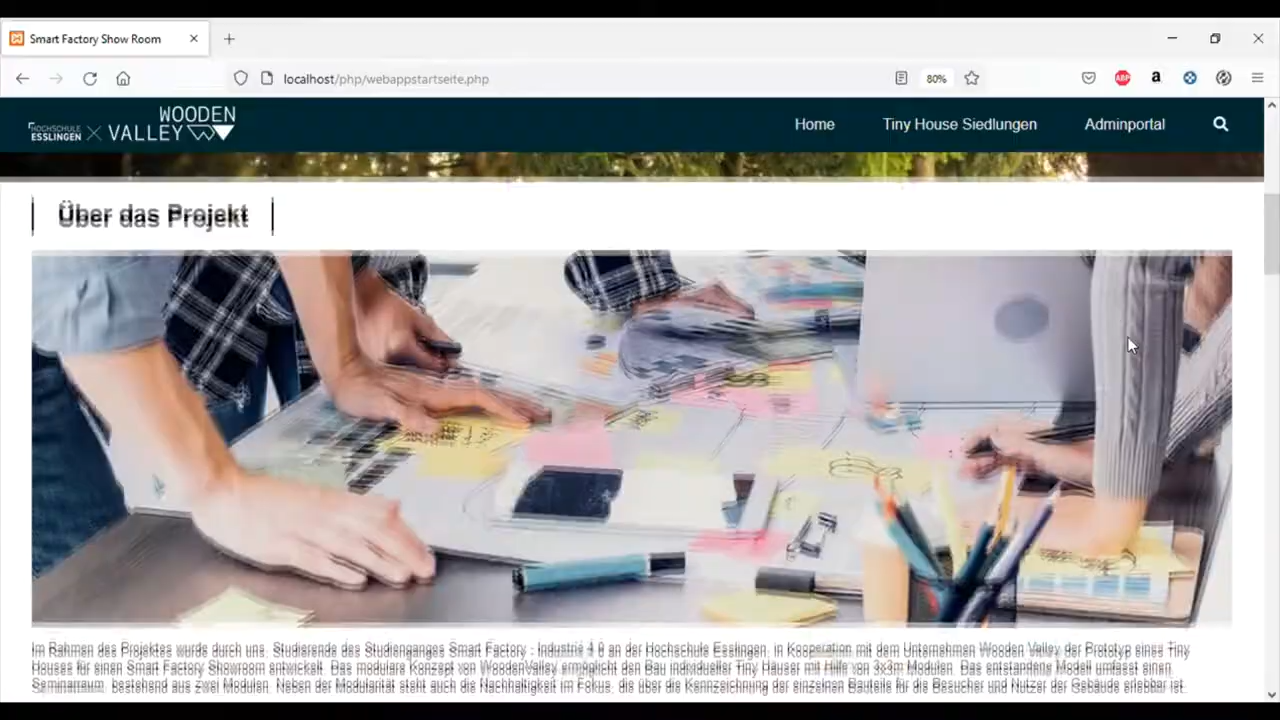 Smart Factory Show Room
localhost/php/webappstartseite.php
80%
ABP
a
HOCHSCHULE
ESSLINGEN
WOODEN
VALLEY
Home
Tiny House Siedlungen
Adminportal
Über das Projekt
Im Rahmen des Projektes wurde durch uns, Studierende des Studienganges Smart Factory : Industrie 4.0 an der Hochschule Esslingen, in Kooperation mit dem Unternehmen Wooden Valley der Prototyp eines Tiny
Houses für einen Smart Factory Showroom entwickelt. Das modulare Konzept von WoodenValley ermöglicht den Bau individueller Tiny Häuser mit Hilfe von 3x3m Modulen. Das entstandene Modell umfasst einen
Seminarraum, bestehend aus zwei Modulen. Neben der Modularität steht auch die Nachhaltigkeit im Fokus, die über die Kennzeichnung der einzelnen Bauteile für die Besucher und Nutzer der Gebäude erlebbar ist.